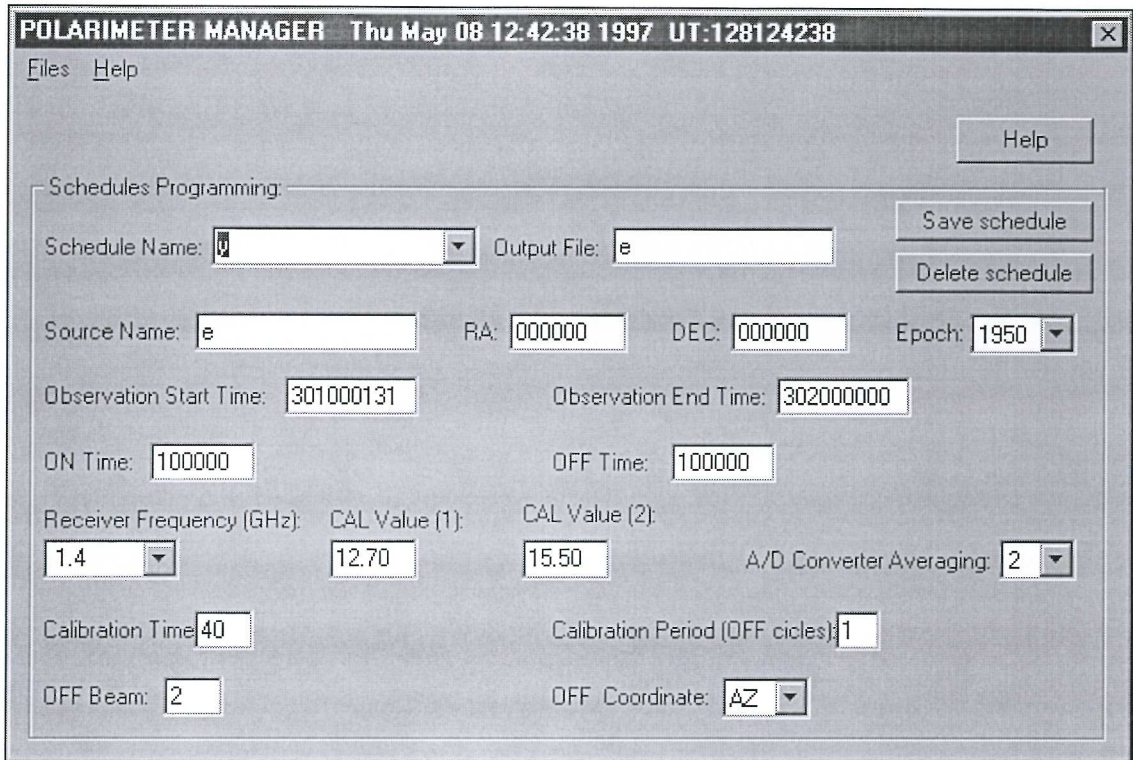 POLARIMETER MANAGER Thu May 08 12:42:38 1997 UT:128124238
Files Help
Help
Schedules Programming:
Save schedule
Schedule Name: Output File: e
Delete schedule
Source Name: e RA: 000000 DEC: 000000 Epoch: 1950
Observation Start Time: 301000131 Observation End Time: 302000000
ON Time: 100000 OFF Time: 100000
Receiver Frequency (GHz): CAL Value (1): CAL Value (2):
1.4 12.70 15.50 A/D Converter Averaging: 2
Calibration Time 40 Calibration Period (OFF cicles): 1
OFF Beam: 2 OFF Coordinate: AZ